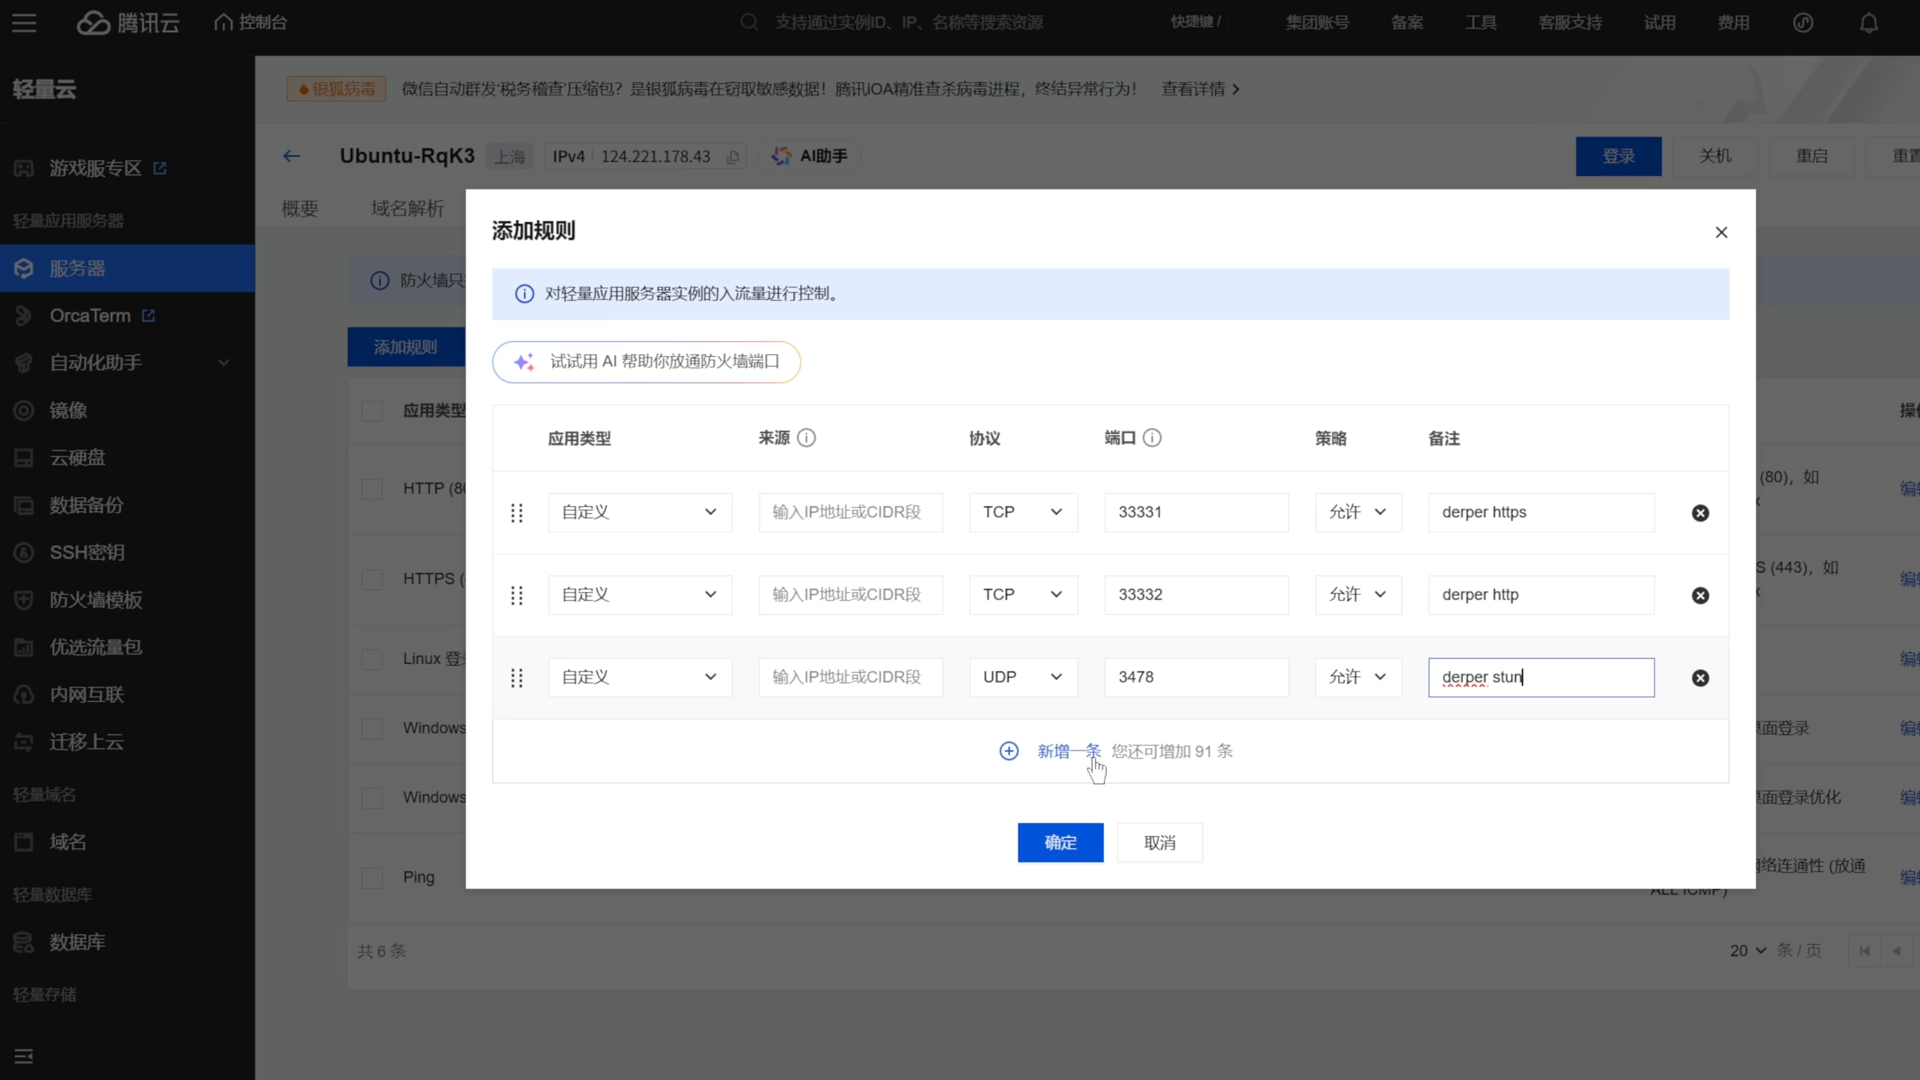 腾讯云
控制台
支持通过实例ID、IP、名称等搜索资源
快捷键 /
集团账号
备案
工具
客服支持
试用
费用
轻量云
银狐病毒
微信自动群发'税务稽查'压缩包？是银狐病毒在窃取敏感数据！腾讯iOA精准查杀病毒进程，终结异常行为！
查看详情
Ubuntu-RqK3
上海
IPv4
124.221.178.43
AI助手
登录
关机
重启
重置
概要
域名解析
游戏服专区
轻量应用服务器
服务器
OrcaTerm
自动化助手
镜像
云硬盘
数据备份
SSH密钥
防火墙模板
优选流量包
内网互联
迁移上云
轻量域名
域名
轻量数据库
数据库
轻量存储
防火墙只
添加规则
应用类型
操作
HTTP (80
(80)，如
编辑
HTTPS (
S (443)，如
编辑
Linux 登录
编辑
Windows
桌面登录
编辑
Windows
桌面登录优化
编辑
Ping
网络连通性 (放通
ALL ICMP)
编辑
共 6 条
20
条 / 页
添加规则
对轻量应用服务器实例的入流量进行控制。
试试用 AI 帮助你放通防火墙端口
应用类型
来源
协议
端口
策略
备注
自定义
输入IP地址或CIDR段
TCP
33331
允许
derper https
自定义
输入IP地址或CIDR段
TCP
33332
允许
derper http
自定义
输入IP地址或CIDR段
UDP
3478
允许
derper stun
新增一条
您还可增加 91 条
确定
取消